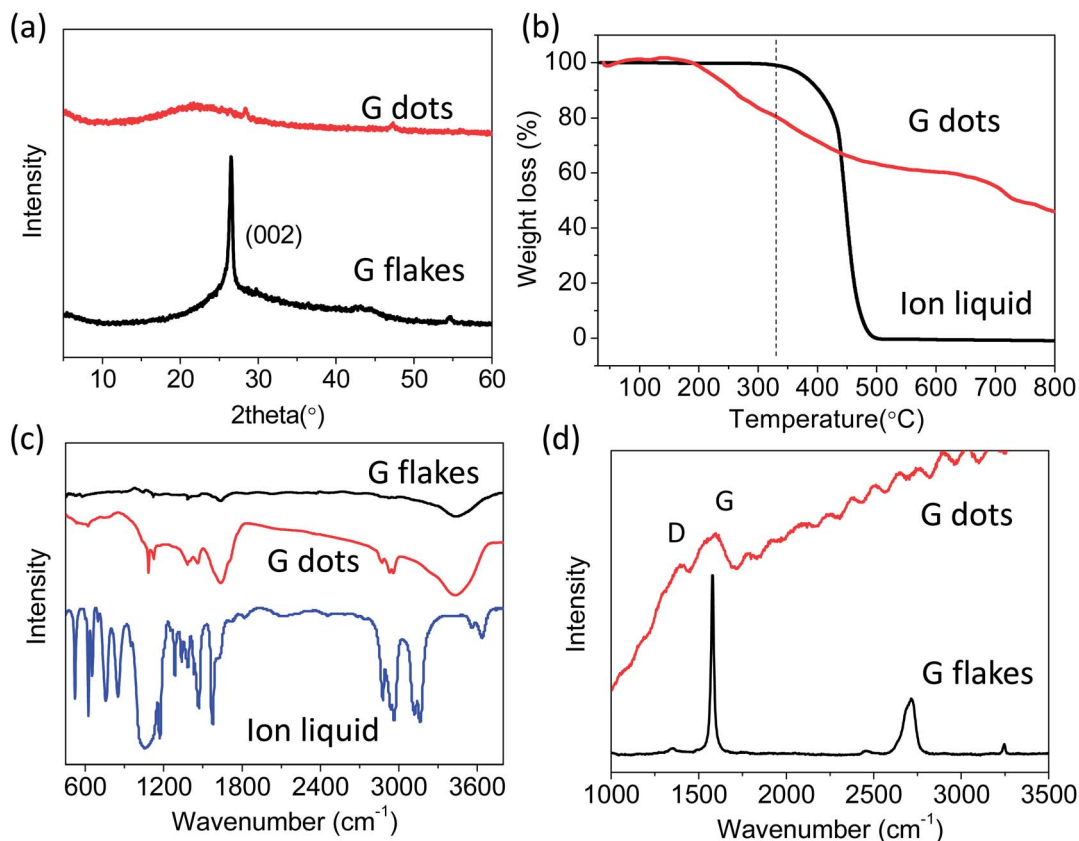 (a)
G dots
(002)
G flakes
Intensity
10 20 30 40 50 60
2theta(°)
(b)
100
80
60
40
20
0
Weight loss (%)
G dots
Ion liquid
100 200 300 400 500 600 700 800
Temperature(°C)
(c)
G flakes
G dots
Ion liquid
Intensity
600 1200 1800 2400 3000 3600
Wavenumber (cm⁻¹)
(d)
D
G
G dots
G flakes
Intensity
1000 1500 2000 2500 3000 3500
Wavenumber (cm⁻¹)